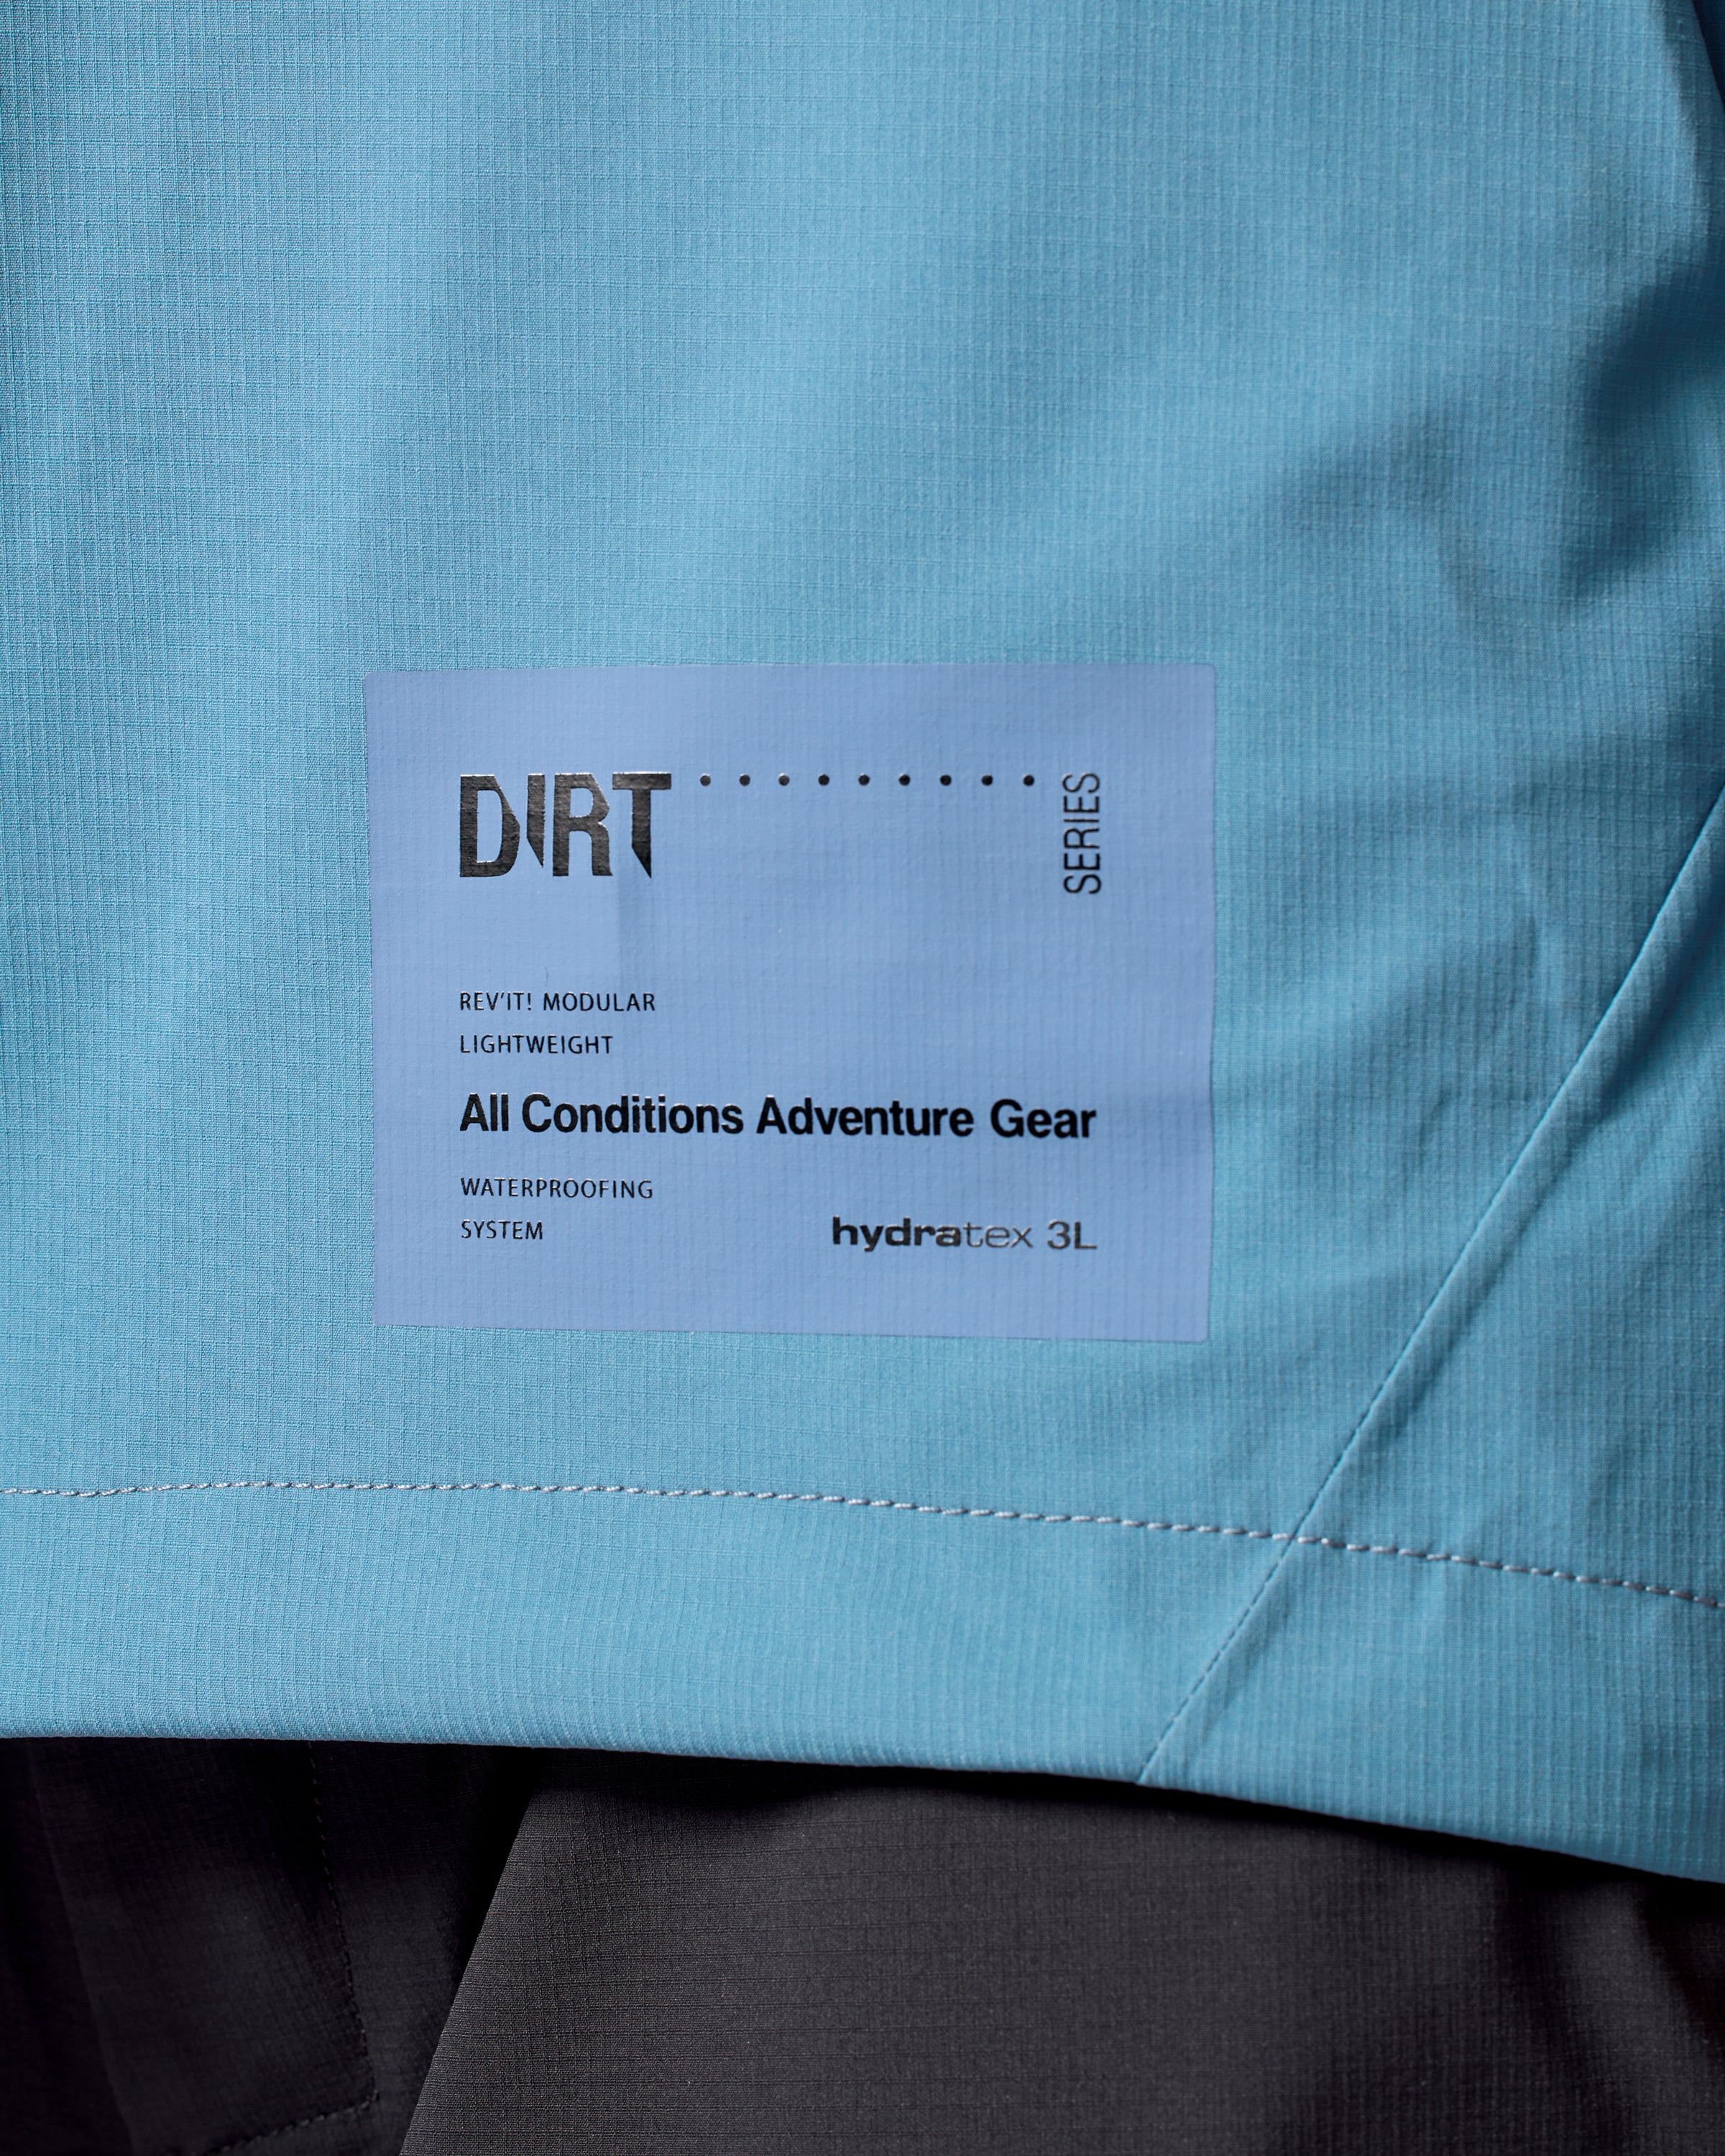 DIRT ......... SERIES
REV'IT! MODULAR
LIGHTWEIGHT
All Conditions Adventure Gear
WATERPROOFING
SYSTEM
hydratex 3L